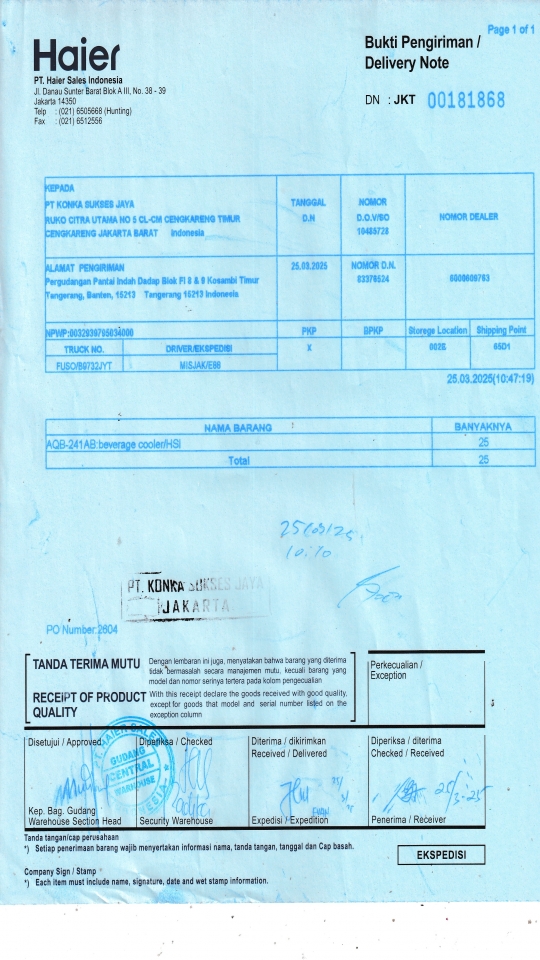 Page 1 of 1
Haier
Bukti Pengiriman /
Delivery Note
PT. Haier Sales Indonesia
Jl. Danau Sunter Barat Blok A III, No. 38 - 39
Jakarta 14350
Telp : (021) 6505668 (Hunting)
Fax : (021) 6512556
DN : JKT 00181868
KEPADA
PT KONKA SUKSES JAYA
RUKO CITRA UTAMA NO 5 CL-CM CENGKARENG TIMUR
CENGKARENG JAKARTA BARAT Indonesia
TANGGAL
D.N
NOMOR
D.O.V/SO
10485728
NOMOR DEALER
ALAMAT PENGIRIMAN
Pergudangan Pantai Indah Dadap Blok FI 8 & 9 Kosambi Timur
Tangerang, Banten, 15213 Tangerang 15213 Indonesia
25.03.2025
NOMOR D.N.
83376524
6000609763
NPWP:0032939795034000
PKP
BPKP
Storege Location
Shipping Point
TRUCK NO.
DRIVER/EKSPEDISI
X
002E
65D1
FUSO/B9732JYT
MISJAK/E66
25.03.2025(10:47:19)
NAMA BARANG
BANYAKNYA
AQB-241AB:beverage cooler/HSI
25
Total
25
25/03/25
10.10
PT. KONKA SUKSES JAYA
JAKARTA
PO Number:2604
TANDA TERIMA MUTU
Dengan lembaran ini juga, menyatakan bahwa barang yang diterima
tidak bermasalah secara manajemen mutu, kecuali barang yang
model dan nomor serinya tertera pada kolom pengecualian
RECEIPT OF PRODUCT
QUALITY
With this receipt declare the goods received with good quality,
except for goods that model and serial number listed on the
exception column
Perkecualian /
Exception
Disetujui / Approved
Diperiksa / Checked
Diterima / dikirimkan
Received / Delivered
Diperiksa / diterima
Checked / Received
PT. HAIER SALES
GUDANG
CENTRAL
WAREHOUSE
25/3-25
Kep. Bag. Gudang
Warehouse Section Head
Security Warehouse
Expedisi / Expedition
Penerima / Receiver
Tanda tangan/cap perusahaan
*) Setiap penerimaan barang wajib menyertakan informasi nama, tanda tangan, tanggal dan Cap basah.
EKSPEDISI
Company Sign / Stamp
*) Each item must include name, signature, date and wet stamp information.